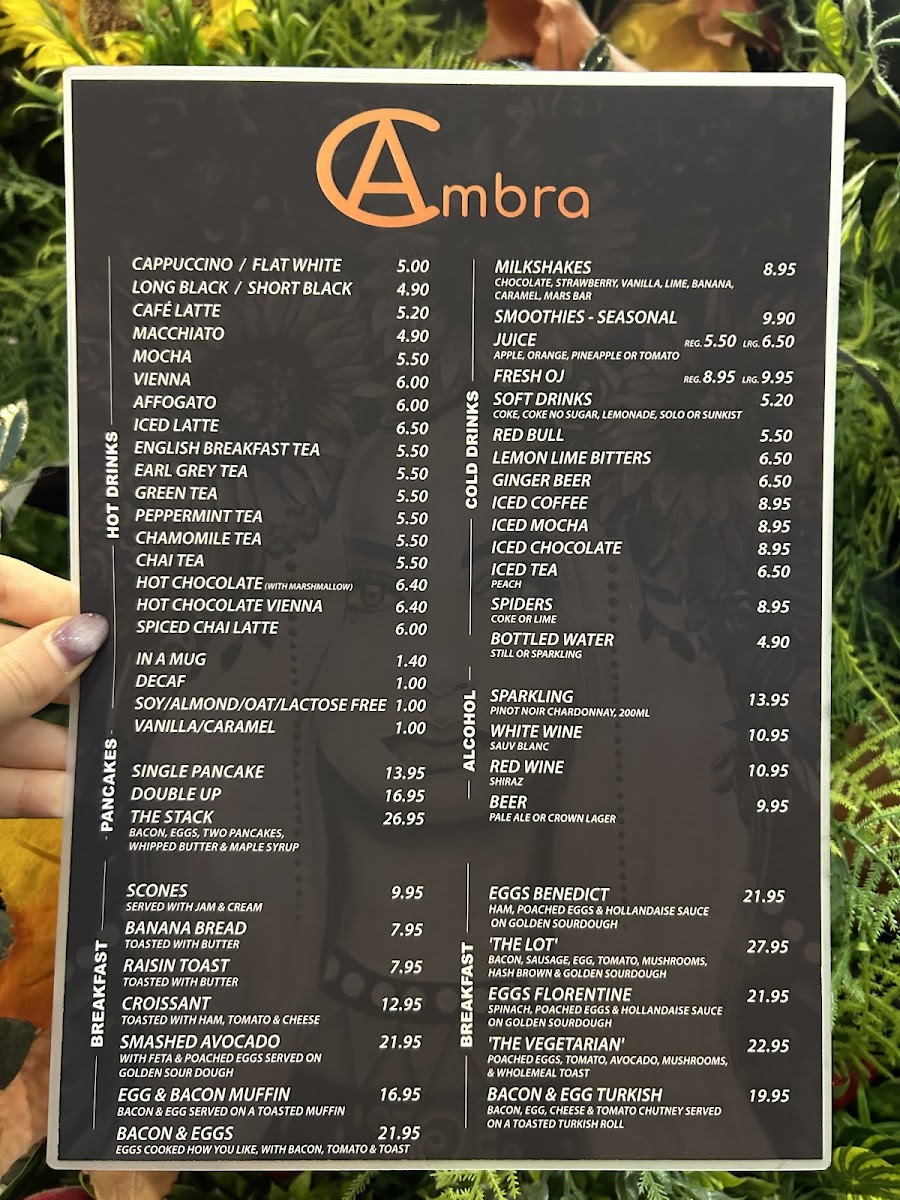 CAmbra
HOT DRINKS
CAPPUCCINO / FLAT WHITE 5.00
LONG BLACK / SHORT BLACK 4.90
CAFÉ LATTE 5.20
MACCHIATO 4.90
MOCHA 5.50
VIENNA 6.00
AFFOGATO 6.00
ICED LATTE 6.50
ENGLISH BREAKFAST TEA 5.50
EARL GREY TEA 5.50
GREEN TEA 5.50
PEPPERMINT TEA 5.50
CHAMOMILE TEA 5.50
CHAI TEA 5.50
HOT CHOCOLATE (WITH MARSHMALLOW) 6.40
HOT CHOCOLATE VIENNA 6.40
SPICED CHAI LATTE 6.00
IN A MUG 1.40
DECAF 1.00
SOY/ALMOND/OAT/LACTOSE FREE 1.00
VANILLA/CARAMEL 1.00
PANCAKES
SINGLE PANCAKE 13.95
DOUBLE UP 16.95
THE STACK 26.95
BACON, EGGS, TWO PANCAKES,
WHIPPED BUTTER & MAPLE SYRUP
BREAKFAST
SCONES 9.95
SERVED WITH JAM & CREAM
BANANA BREAD 7.95
TOASTED WITH BUTTER
RAISIN TOAST 7.95
TOASTED WITH BUTTER
CROISSANT 12.95
TOASTED WITH HAM, TOMATO & CHEESE
SMASHED AVOCADO 21.95
WITH FETA & POACHED EGGS SERVED ON
GOLDEN SOUR DOUGH
EGG & BACON MUFFIN 16.95
BACON & EGG SERVED ON A TOASTED MUFFIN
BACON & EGGS 21.95
EGGS COOKED HOW YOU LIKE, WITH BACON, TOMATO & TOAST
COLD DRINKS
MILKSHAKES 8.95
CHOCOLATE, STRAWBERRY, VANILLA, LIME, BANANA,
CARAMEL, MARS BAR
SMOOTHIES - SEASONAL 9.90
JUICE REG. 5.50 LRG. 6.50
APPLE, ORANGE, PINEAPPLE OR TOMATO
FRESH OJ REG. 8.95 LRG. 9.95
SOFT DRINKS 5.20
COKE, COKE NO SUGAR, LEMONADE, SOLO OR SUNKIST
RED BULL 5.50
LEMON LIME BITTERS 6.50
GINGER BEER 6.50
ICED COFFEE 8.95
ICED MOCHA 8.95
ICED CHOCOLATE 8.95
ICED TEA 6.50
PEACH
SPIDERS 8.95
COKE OR LIME
BOTTLED WATER 4.90
STILL OR SPARKLING
ALCOHOL
SPARKLING 13.95
PINOT NOIR CHARDONNAY, 200ML
WHITE WINE 10.95
SAUV BLANC
RED WINE 10.95
SHIRAZ
BEER 9.95
PALE ALE OR CROWN LAGER
BREAKFAST
EGGS BENEDICT 21.95
HAM, POACHED EGGS & HOLLANDAISE SAUCE
ON GOLDEN SOURDOUGH
'THE LOT' 27.95
BACON, SAUSAGE, EGG, TOMATO, MUSHROOMS,
HASH BROWN & GOLDEN SOURDOUGH
EGGS FLORENTINE 21.95
SPINACH, POACHED EGGS & HOLLANDAISE SAUCE
ON GOLDEN SOURDOUGH
'THE VEGETARIAN' 22.95
POACHED EGGS, TOMATO, AVOCADO, MUSHROOMS,
& WHOLEMEAL TOAST
BACON & EGG TURKISH 19.95
BACON, EGG, CHEESE & TOMATO CHUTNEY SERVED
ON A TOASTED TURKISH ROLL